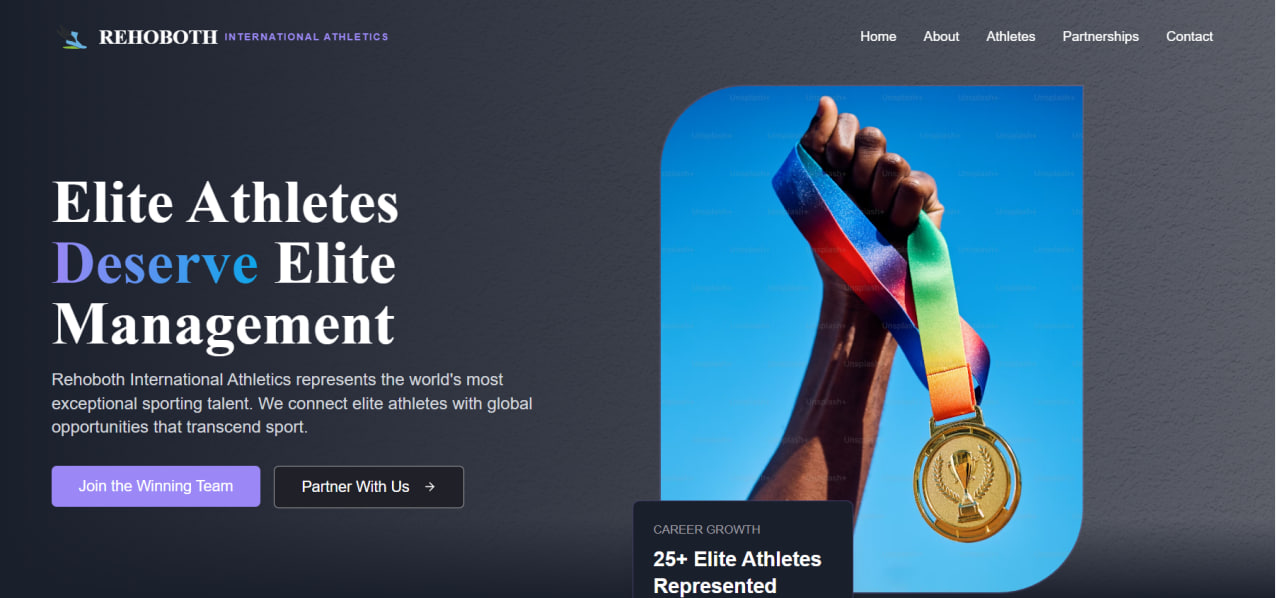 REHOBOTH INTERNATIONAL ATHLETICS
Home About Athletes Partnerships Contact
Elite Athletes
Deserve Elite
Management
Rehoboth International Athletics represents the world's most
exceptional sporting talent. We connect elite athletes with global
opportunities that transcend sport.
Join the Winning Team
Partner With Us →
Unsplash+
CAREER GROWTH
25+ Elite Athletes
Represented